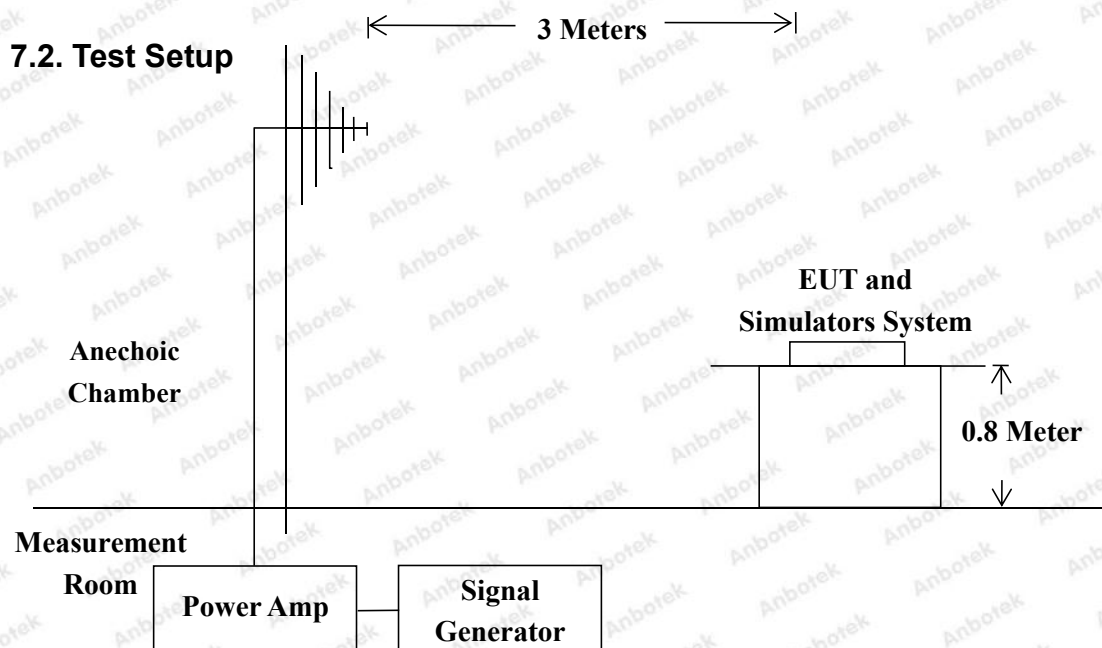 3 Meters
7.2. Test Setup
EUT and
Simulators System
Anechoic
Chamber
0.8 Meter
Measurement
Room
Power Amp
Signal
Generator
Anbotek